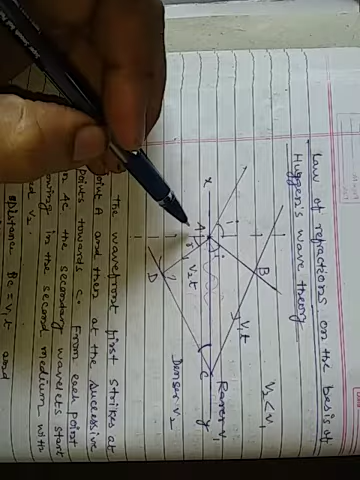 Law of refractions on the basis of
Huygen's wave theory
V2 < V1
B
V1t
i
i
x
A
r
V2t
C
y
Rarer V1
Denser V2
D
the wavefront first strikes at
point A and then at the successive
points towards C. From each point
on AC the secondary wavelets start
in the second medium with
V2.
distance BC = V1t and